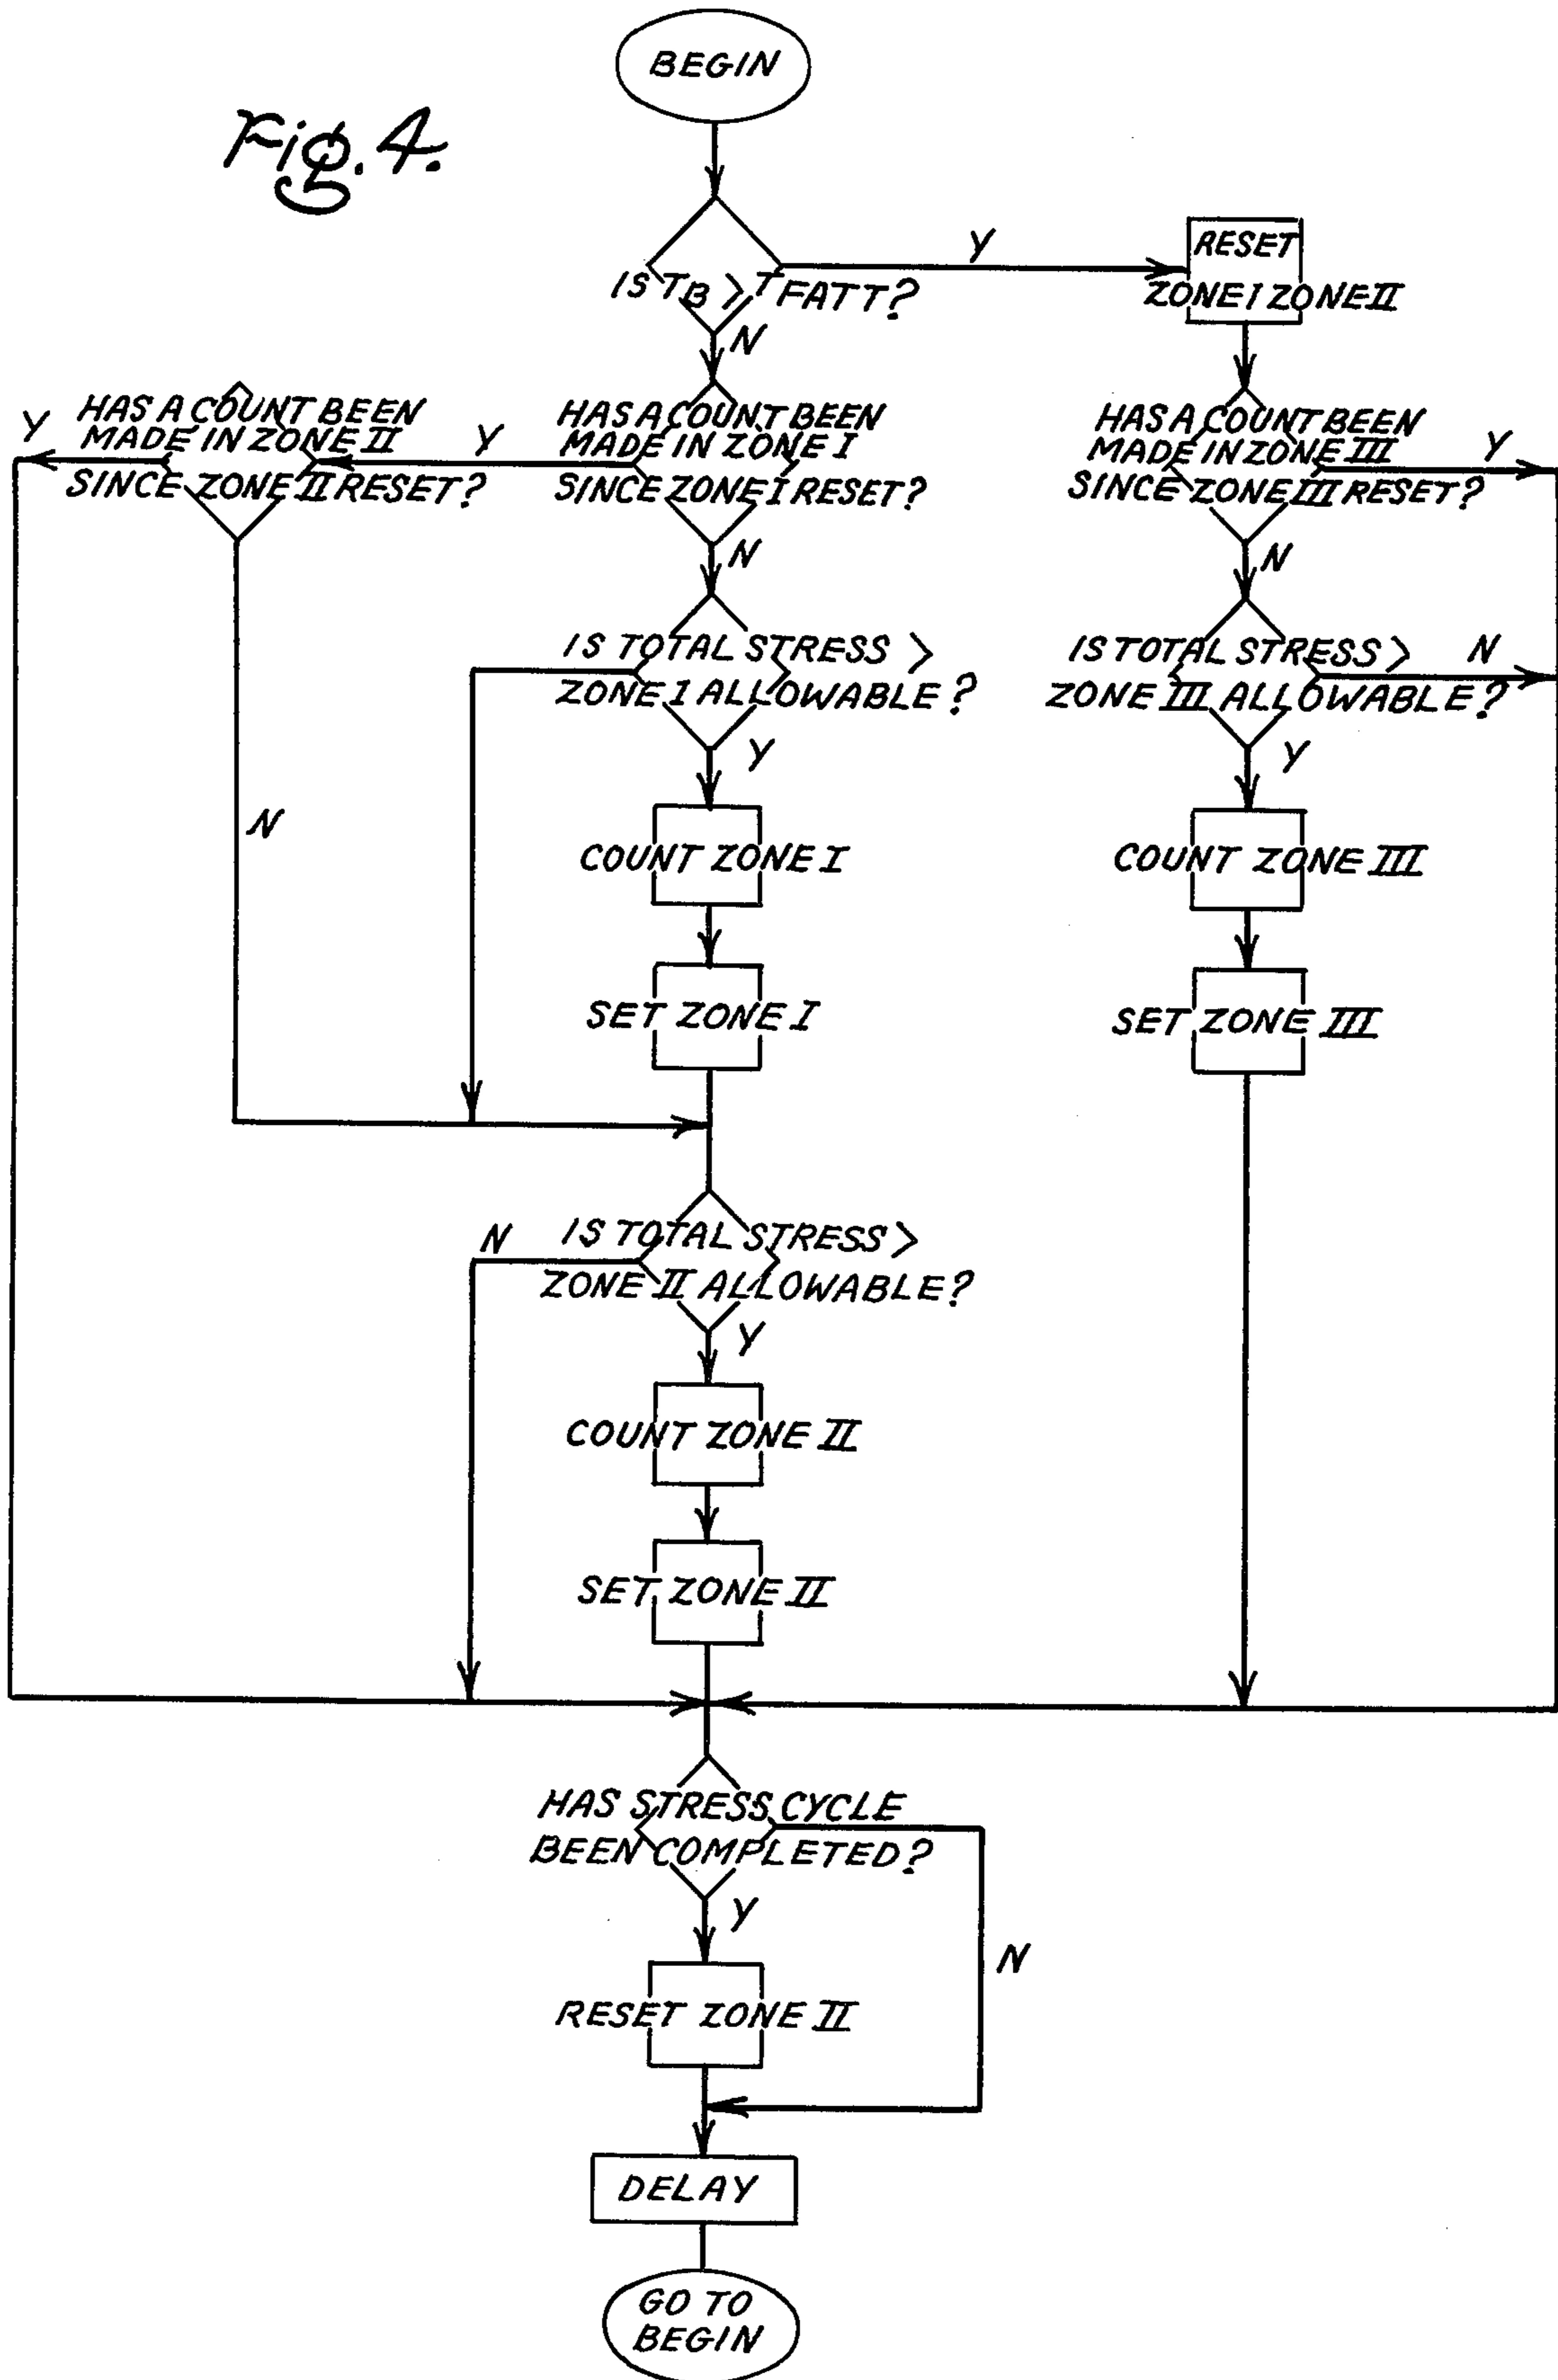 BEGIN
Fig. 4.
IS TB > TFATT?
Y
RESET
ZONE I ZONE II
N
HAS A COUNT BEEN
MADE IN ZONE II
SINCE ZONE II RESET?
Y
N
HAS A COUNT BEEN
MADE IN ZONE I
SINCE ZONE I RESET?
Y
N
HAS A COUNT BEEN
MADE IN ZONE III
SINCE ZONE III RESET?
Y
N
IS TOTAL STRESS >
ZONE I ALLOWABLE?
Y
IS TOTAL STRESS >
ZONE III ALLOWABLE?
N
Y
COUNT ZONE I
COUNT ZONE III
SET ZONE I
SET ZONE III
IS TOTAL STRESS >
ZONE II ALLOWABLE?
N
Y
COUNT ZONE II
SET ZONE II
HAS STRESS CYCLE
BEEN COMPLETED?
Y
N
RESET ZONE II
DELAY
GO TO
BEGIN